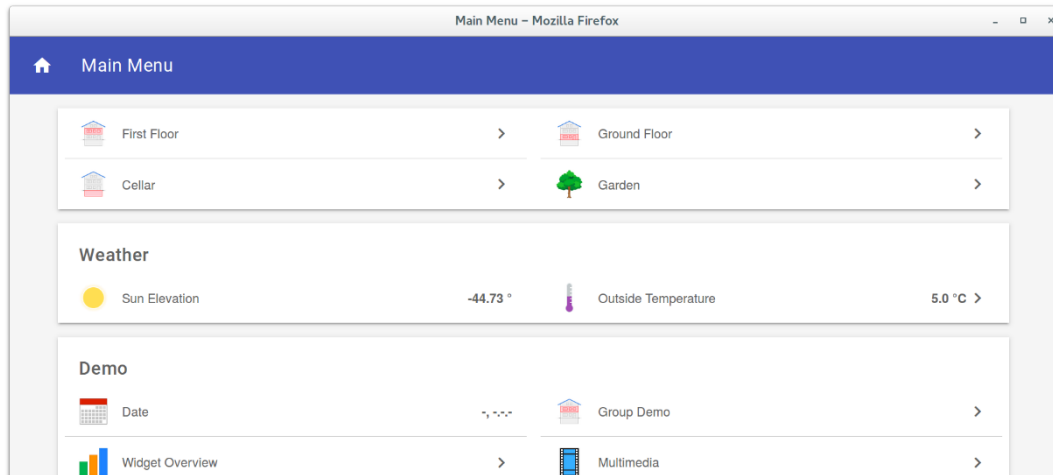 Main Menu – Mozilla Firefox
Main Menu
First Floor
Ground Floor
Cellar
Garden
Weather
Sun Elevation -44.73 °
Outside Temperature 5.0 °C
Demo
Date -, -.-.-
Group Demo
Widget Overview
Multimedia